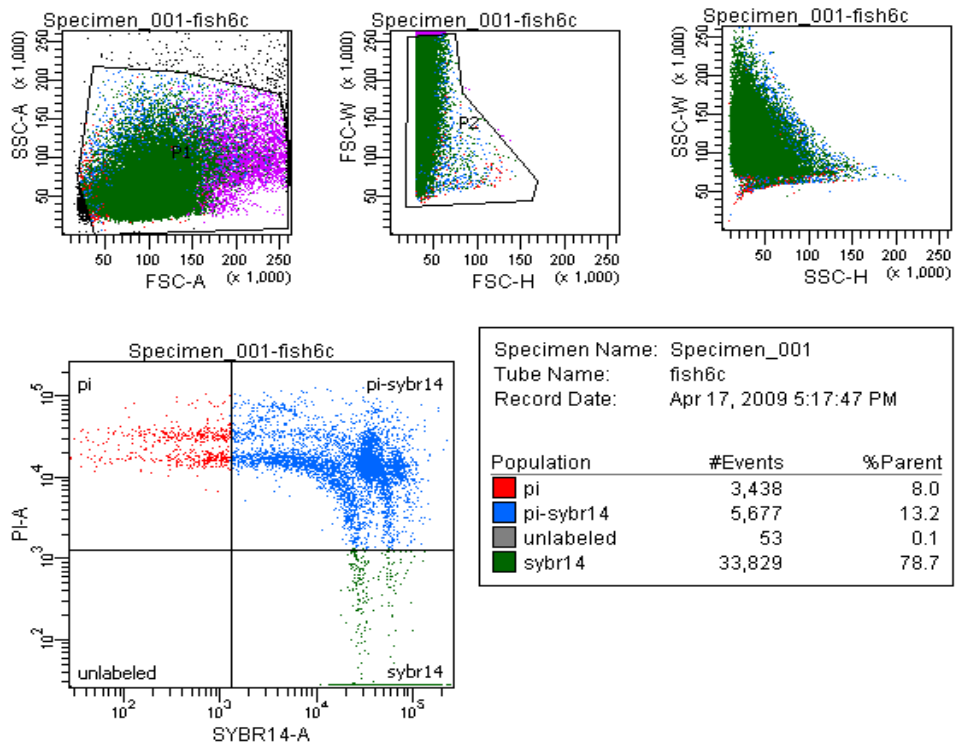 Specimen_001-fish6c
SSC-A (x 1,000)
50 100 150 200 250
P1
50 100 150 200 250
FSC-A (x 1,000)
Specimen_001-fish6c
FSC-W (x 1,000)
50 100 150 200 250
P2
50 100 150 200 250
FSC-H (x 1,000)
Specimen_001-fish6c
SSC-W (x 1,000)
50 100 150 200 250
50 100 150 200 250
SSC-H (x 1,000)
Specimen_001-fish6c
pi
pi-sybr14
PI-A
10^2 10^3 10^4 10^5
unlabeled
sybr14
10^2 10^3 10^4 10^5
SYBR14-A
Specimen Name: Specimen_001
Tube Name: fish6c
Record Date: Apr 17, 2009 5:17:47 PM
Population #Events %Parent
pi 3,438 8.0
pi-sybr14 5,677 13.2
unlabeled 53 0.1
sybr14 33,829 78.7